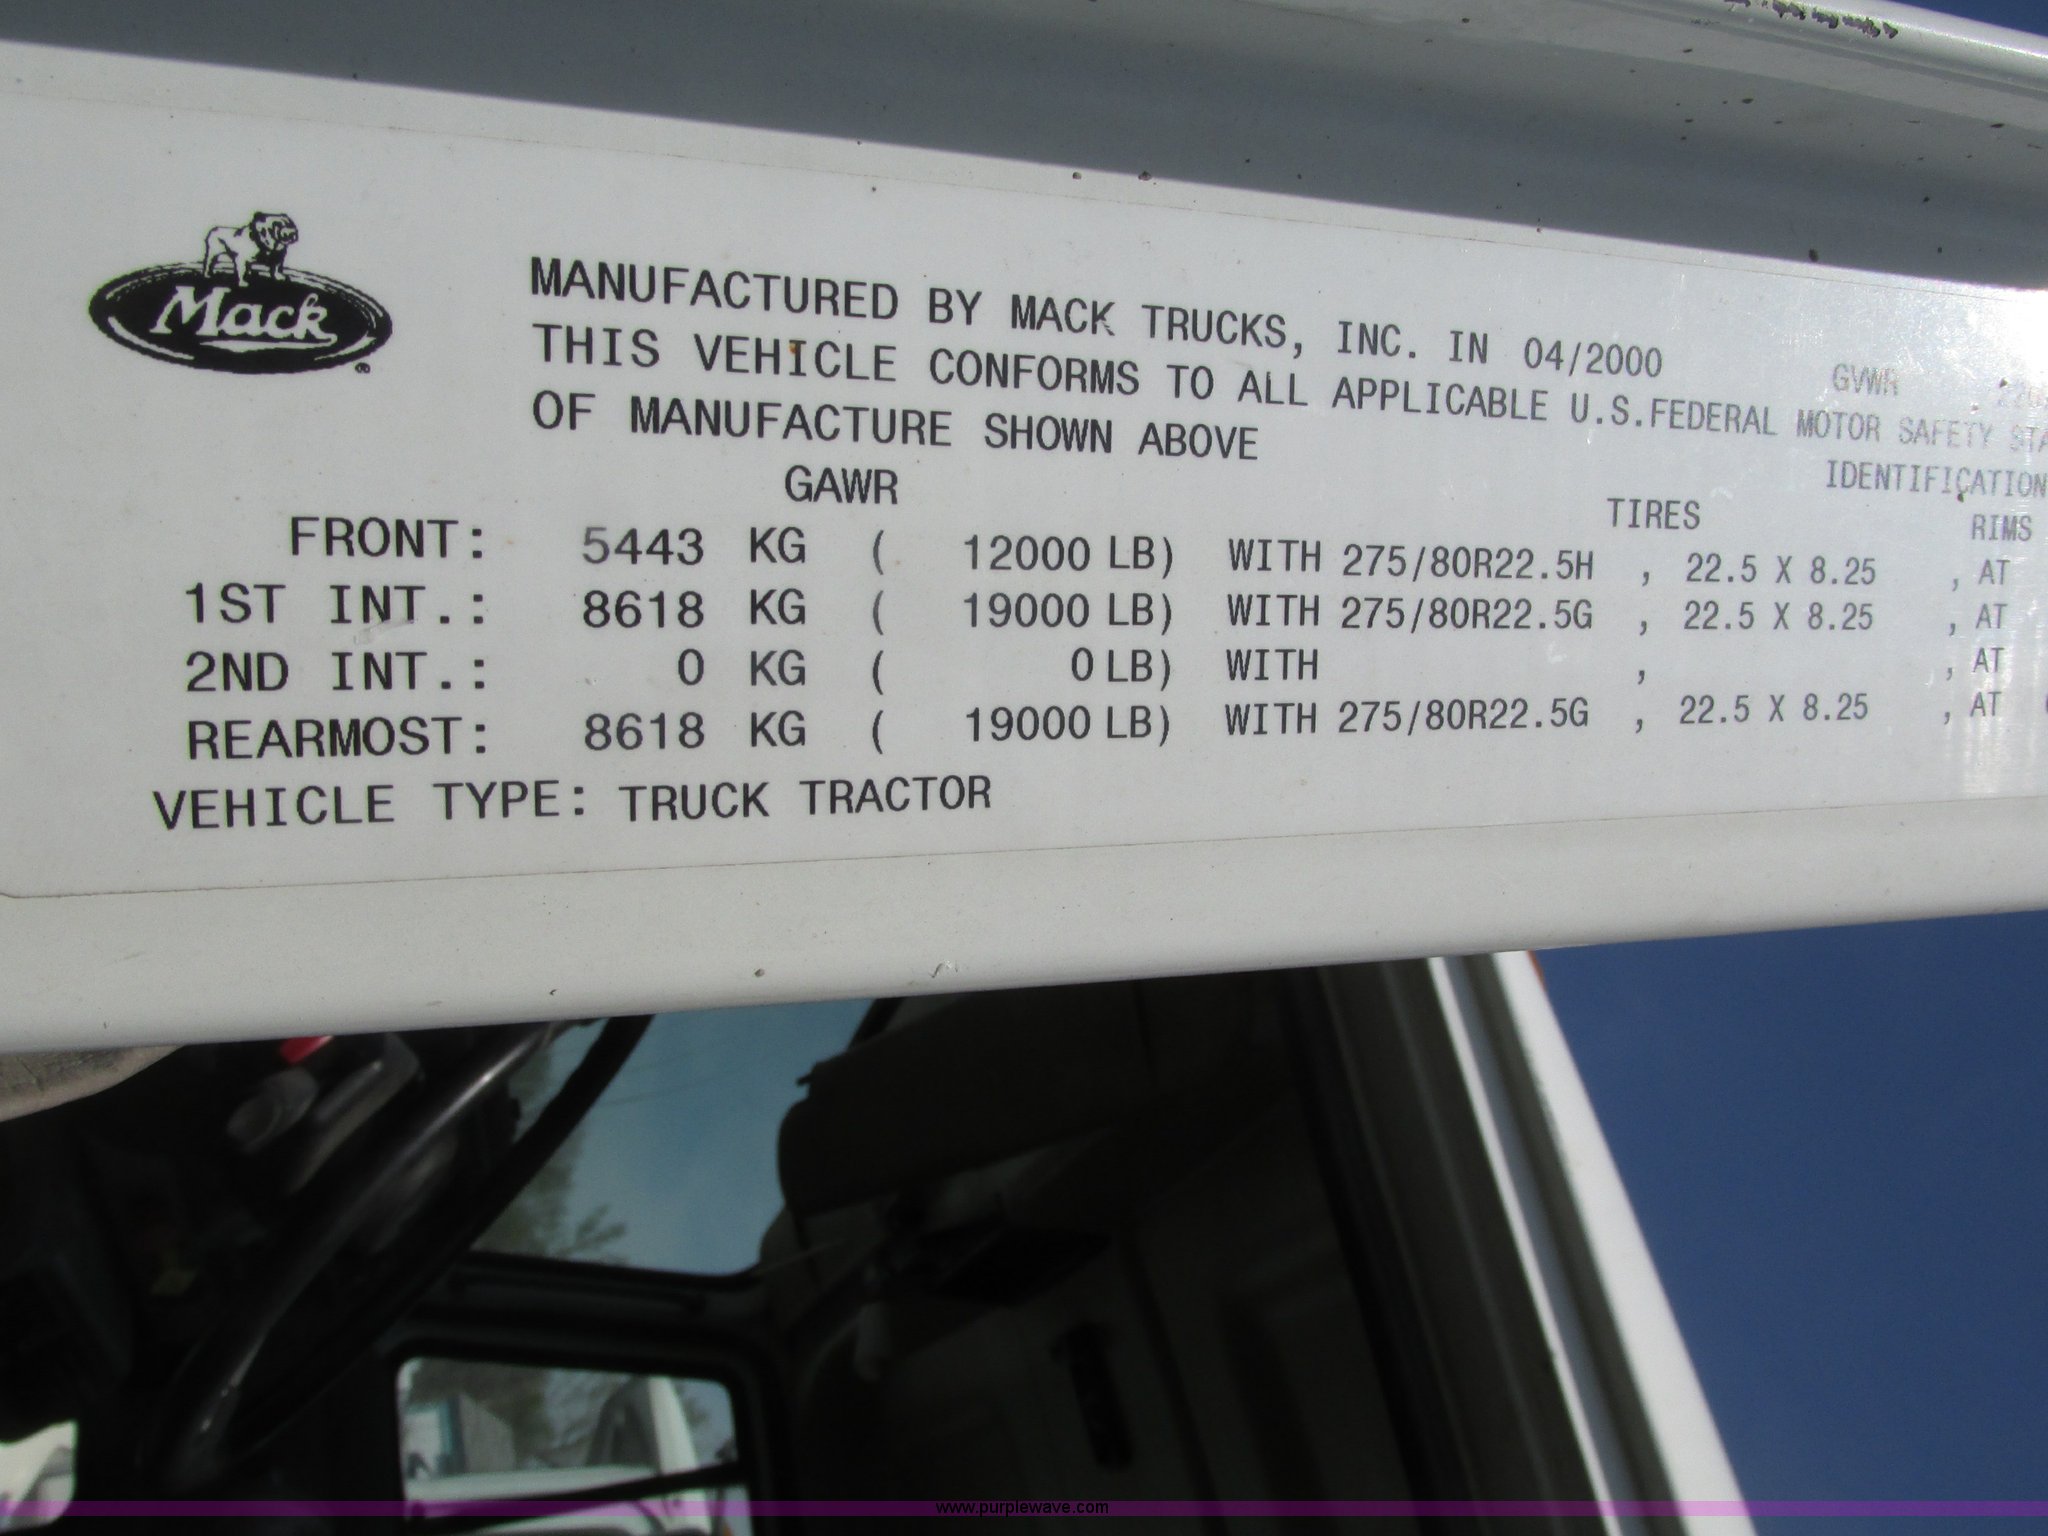 Mack
MANUFACTURED BY MACK TRUCKS, INC. IN 04/2000 GVWR
THIS VEHICLE CONFORMS TO ALL APPLICABLE U.S.FEDERAL MOTOR SAFETY STA
OF MANUFACTURE SHOWN ABOVE IDENTIFICATION
GAWR TIRES RIMS
FRONT: 5443 KG ( 12000 LB) WITH 275/80R22.5H , 22.5 X 8.25 , AT
1ST INT.: 8618 KG ( 19000 LB) WITH 275/80R22.5G , 22.5 X 8.25 , AT
2ND INT.: 0 KG ( 0 LB) WITH , , AT
REARMOST: 8618 KG ( 19000 LB) WITH 275/80R22.5G , 22.5 X 8.25 , AT
VEHICLE TYPE: TRUCK TRACTOR
www.purplewave.com